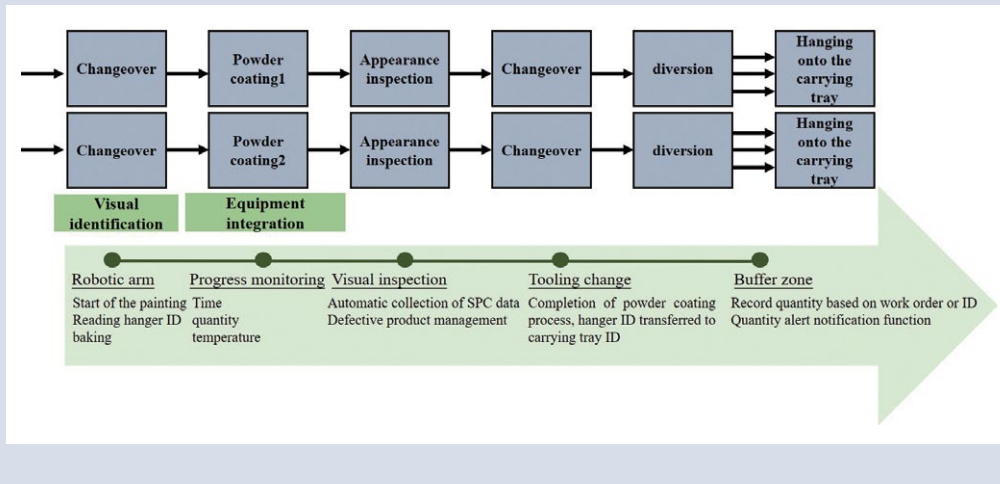 Changeover
Powder
coating1
Appearance
inspection
Changeover
diversion
Hanging
onto the
carrying
tray
Changeover
Powder
coating2
Appearance
inspection
Changeover
diversion
Hanging
onto the
carrying
tray
Visual
identification
Equipment
integration
Robotic arm
Start of the painting
Reading hanger ID
baking
Progress monitoring
Time
quantity
temperature
Visual inspection
Automatic collection of SPC data
Defective product management
Tooling change
Completion of powder coating
process, hanger ID transferred to
carrying tray ID
Buffer zone
Record quantity based on work order or ID
Quantity alert notification function